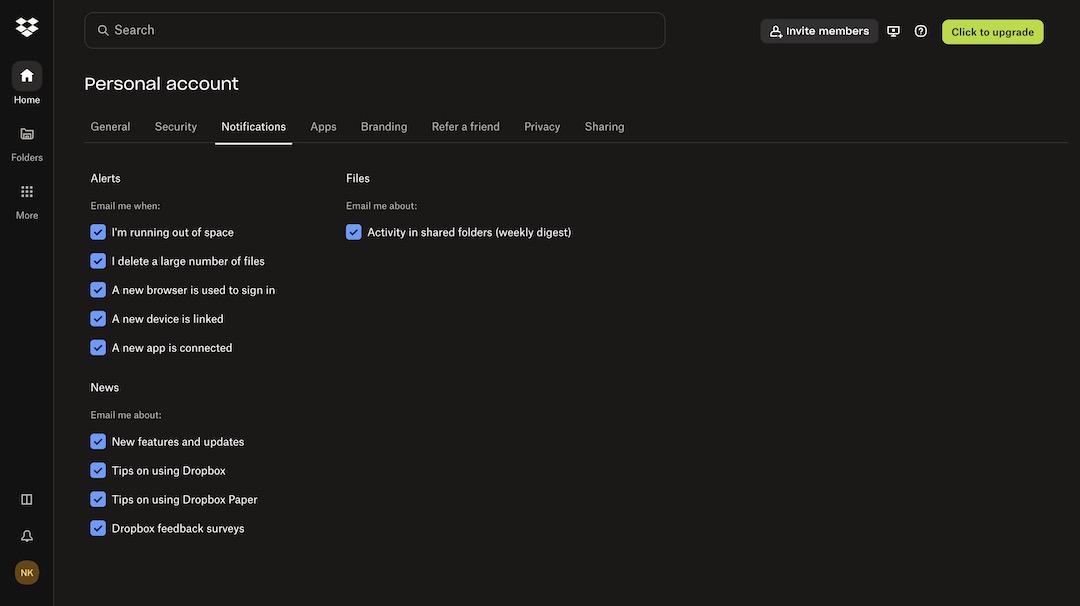 Search
Invite members
Click to upgrade
Home
Folders
More
Personal account
General Security Notifications Apps Branding Refer a friend Privacy Sharing
Alerts
Email me when:
I'm running out of space
I delete a large number of files
A new browser is used to sign in
A new device is linked
A new app is connected
Files
Email me about:
Activity in shared folders (weekly digest)
News
Email me about:
New features and updates
Tips on using Dropbox
Tips on using Dropbox Paper
Dropbox feedback surveys
NK